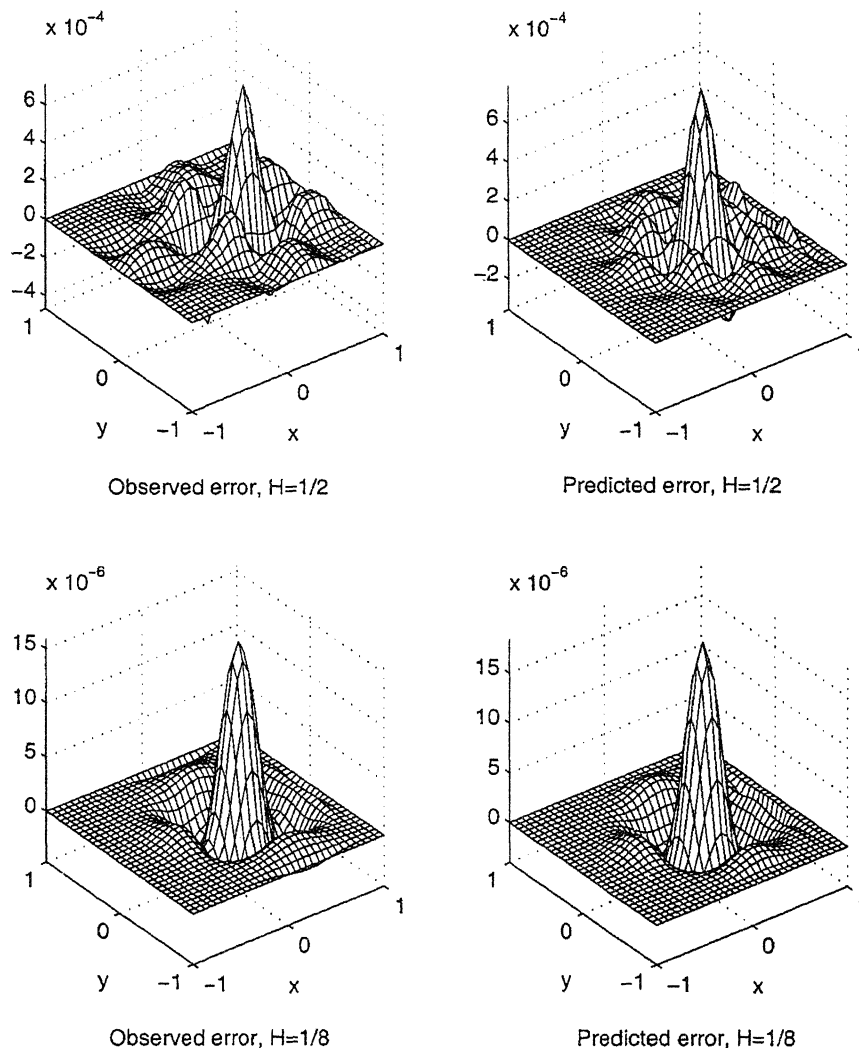 x 10⁻⁴
6
4
2
0
−2
−4
1
0
−1
y
−1
0
1
x
Observed error, H=1/2
x 10⁻⁴
6
4
2
0
−2
1
0
−1
y
−1
0
x
Predicted error, H=1/2
x 10⁻⁶
15
10
5
0
1
0
−1
y
−1
0
1
x
Observed error, H=1/8
x 10⁻⁶
15
10
5
0
1
0
−1
y
−1
0
x
Predicted error, H=1/8